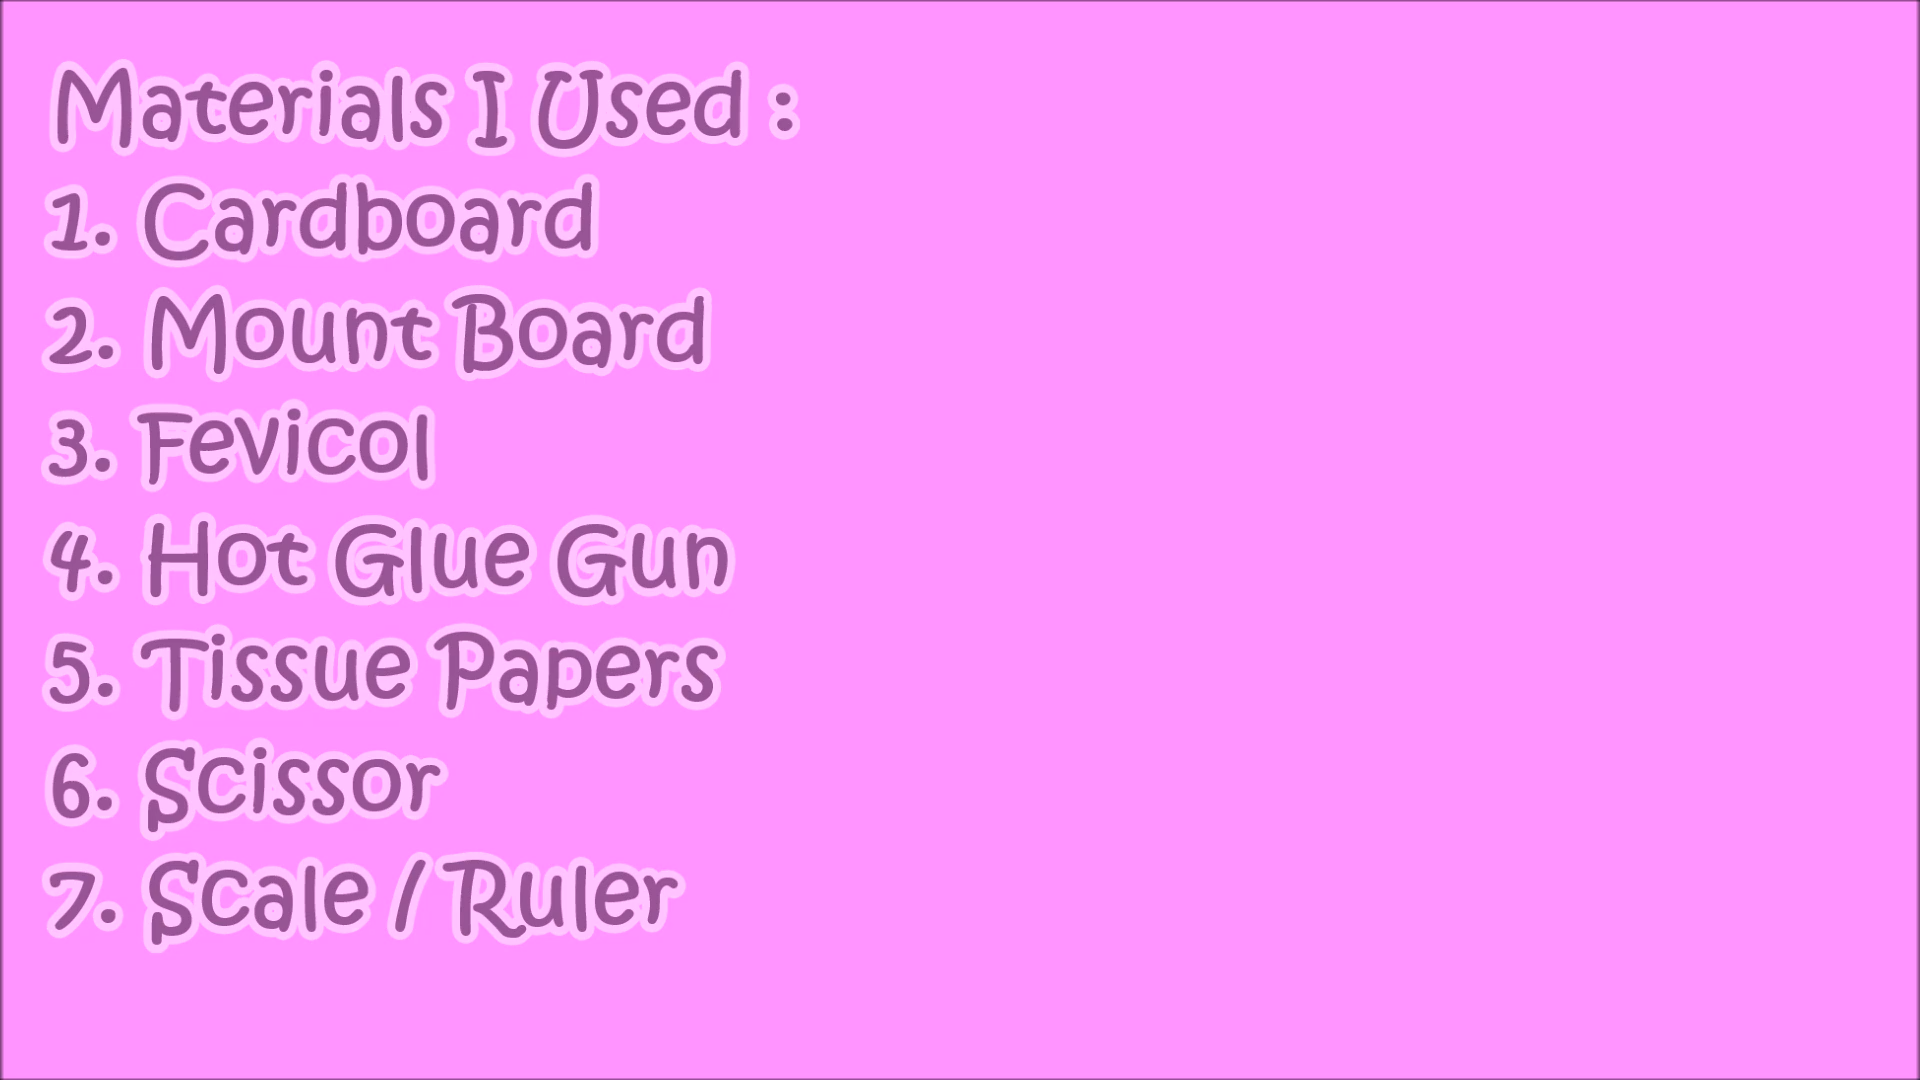 Materials I Used :
1. Cardboard
2. Mount Board
3. Fevicol
4. Hot Glue Gun
5. Tissue Papers
6. Scissor
7. Scale / Ruler